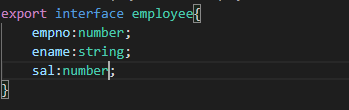 export interface employee{
    empno:number;
    ename:string;
    sal:number;
}